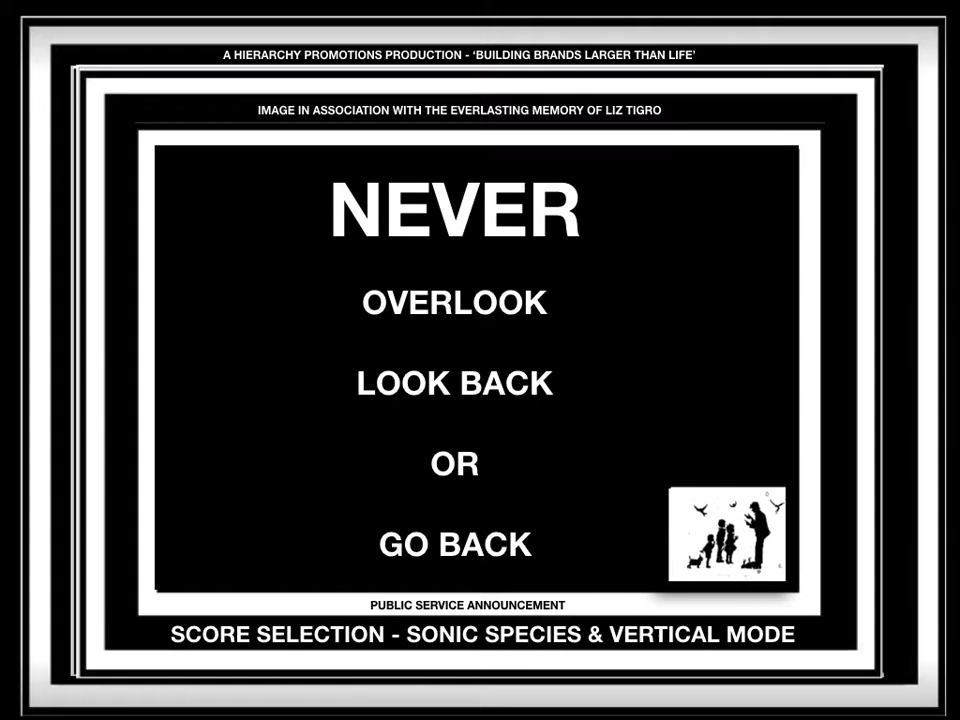 A HIERARCHY PROMOTIONS PRODUCTION - ‘BUILDING BRANDS LARGER THAN LIFE’
IMAGE IN ASSOCIATION WITH THE EVERLASTING MEMORY OF LIZ TIGRO
NEVER
OVERLOOK
LOOK BACK
OR
GO BACK
PUBLIC SERVICE ANNOUNCEMENT
SCORE SELECTION - SONIC SPECIES & VERTICAL MODE